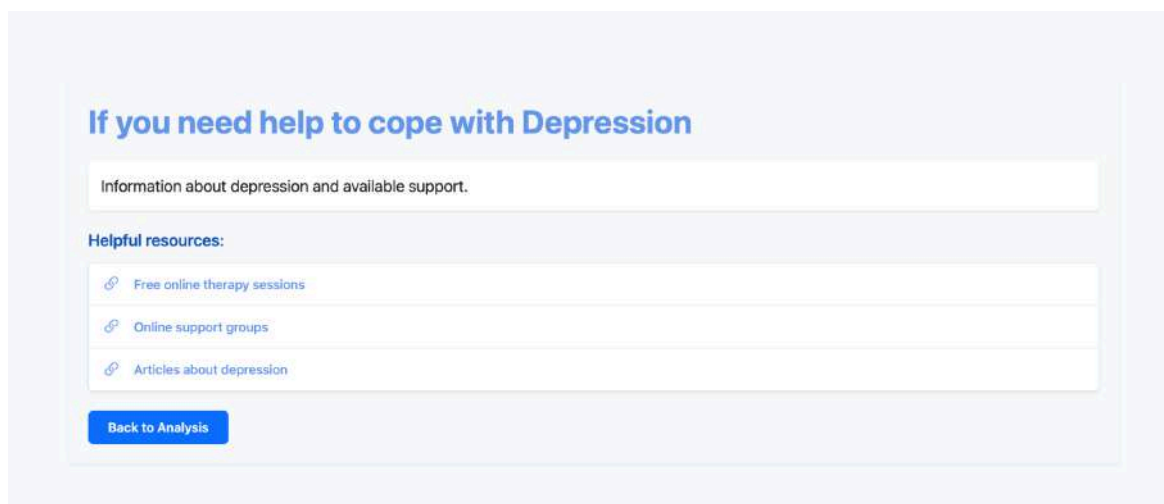 If you need help to cope with Depression
Information about depression and available support.
Helpful resources:
Free online therapy sessions
Online support groups
Articles about depression
Back to Analysis